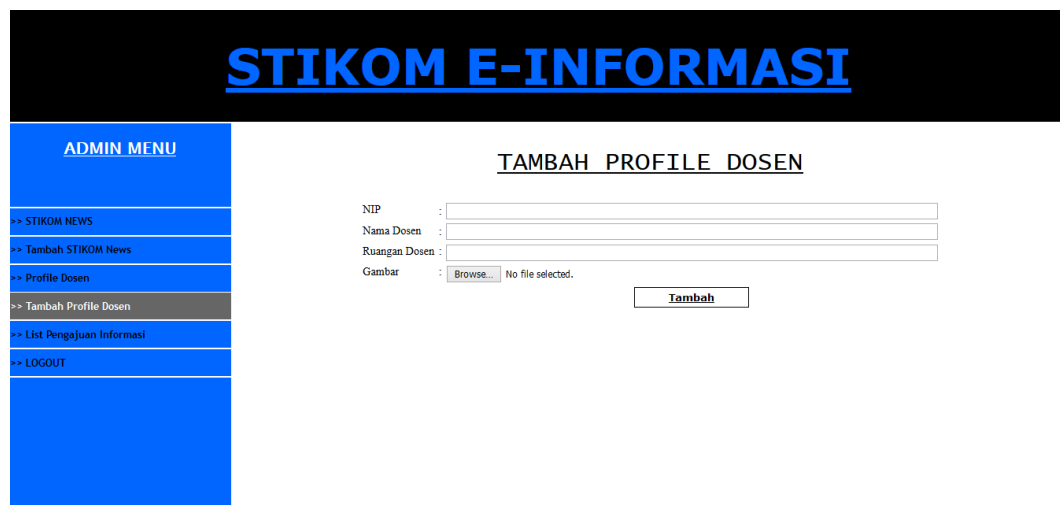 STIKOM E-INFORMASI
ADMIN MENU
>> STIKOM NEWS
>> Tambah STIKOM News
>> Profile Dosen
>> Tambah Profile Dosen
>> List Pengajuan Informasi
>> LOGOUT
TAMBAH PROFILE DOSEN
NIP :
Nama Dosen :
Ruangan Dosen :
Gambar : Browse... No file selected.
Tambah